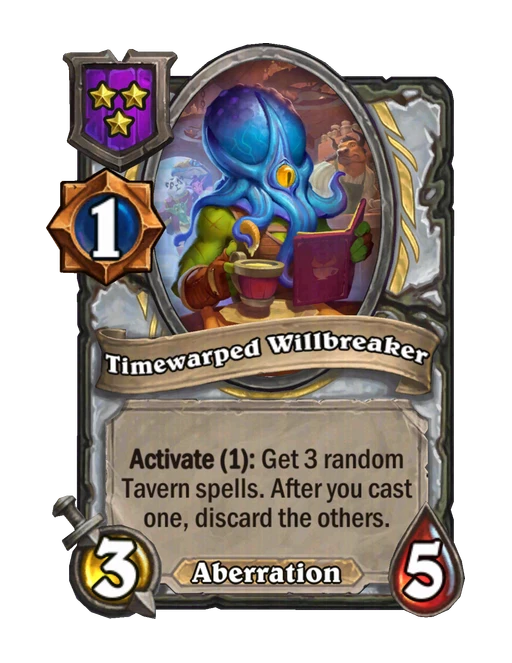 1
Timewarped Willbreaker
Activate (1): Get 3 random
Tavern spells. After you cast
one, discard the others.
3
Aberration
5